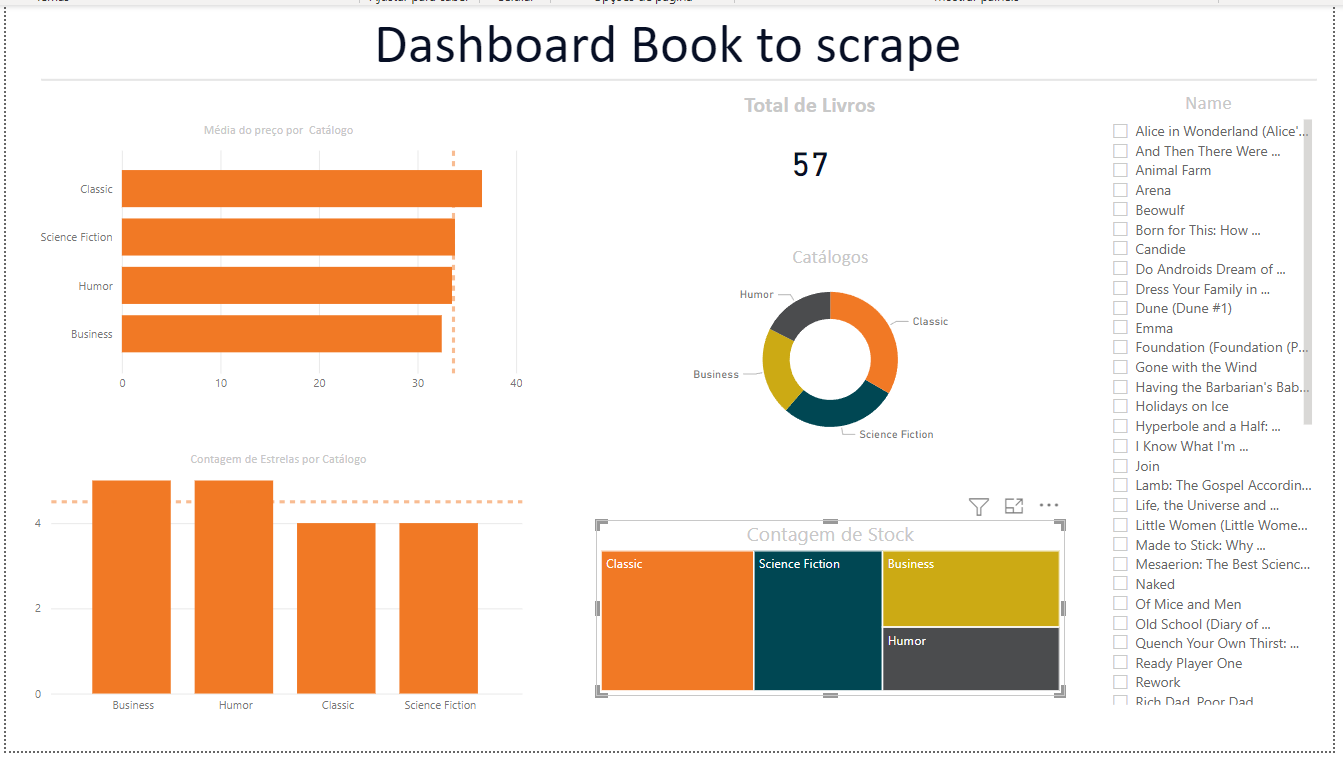 Dashboard Book to scrape
Média do preço por Catálogo
Classic
Science Fiction
Humor
Business
0 10 20 30 40
Contagem de Estrelas por Catálogo
4
2
0
Business Humor Classic Science Fiction
Total de Livros
57
Catálogos
Humor
Classic
Business
Science Fiction
Contagem de Stock
Classic
Science Fiction
Business
Humor
Name
Alice in Wonderland (Alice'...
And Then There Were ...
Animal Farm
Arena
Beowulf
Born for This: How ...
Candide
Do Androids Dream of ...
Dress Your Family in ...
Dune (Dune #1)
Emma
Foundation (Foundation (P...
Gone with the Wind
Having the Barbarian's Bab...
Holidays on Ice
Hyperbole and a Half: ...
I Know What I'm ...
Join
Lamb: The Gospel Accordin...
Life, the Universe and ...
Little Women (Little Wome...
Made to Stick: Why ...
Mesaerion: The Best Scienc...
Naked
Of Mice and Men
Old School (Diary of ...
Quench Your Own Thirst: ...
Ready Player One
Rework
Rich Dad, Poor Dad